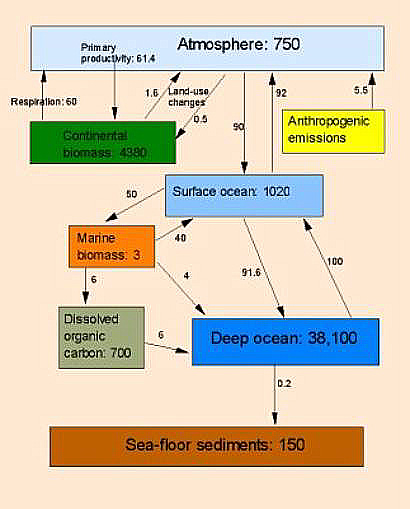 Atmosphere: 750
Primary
productivity: 61.4
Respiration: 60
1.6
Land-use
changes
0.5
90
92
5.5
Anthropogenic
emissions
Continental
biomass: 4380
Surface ocean: 1020
50
Marine
biomass: 3
40
6
4
91.6
100
Dissolved
organic
carbon: 700
6
Deep ocean: 38,100
0.2
Sea-floor sediments: 150